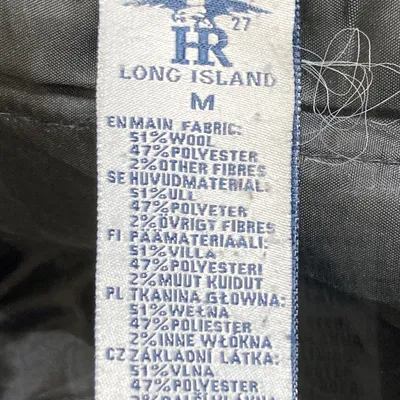 27
HR
LONG ISLAND
M
EN MAIN FABRIC:
51% WOOL
47% POLYESTER
2% OTHER FIBRES
SE HUVUDMATERIAL:
51% ULL
47% POLYETER
2% ÖVRIGT FIBRES
FI PÄÄMATERIAALI:
51% VILLA
47% POLYESTERI
2% MUUT KUIDUT
PL TKANINA GŁOWNA:
51% WEŁNA
47% POLIESTER
2% INNE WŁÓKNA
CZ ZÁKLADNÍ LÁTKA:
51% VLNA
47% POLYESTER